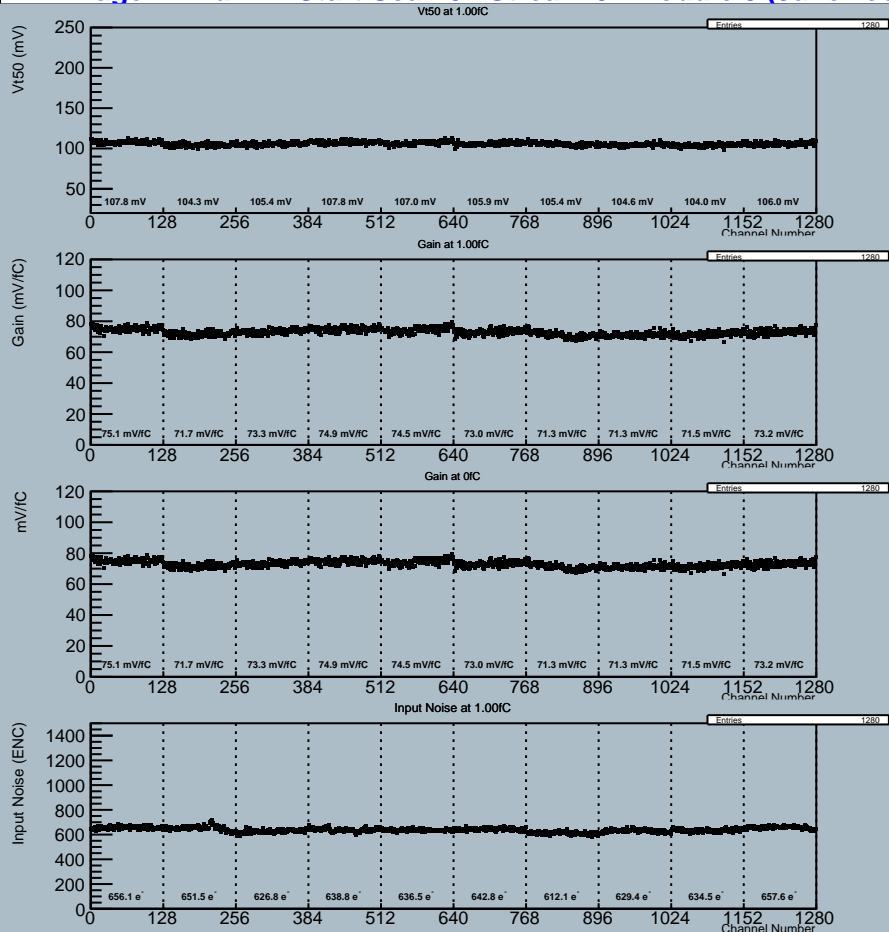 Vt50 at 1.00fC
Entries 1280
Vt50 (mV)
250
200
150
100
50
107.8 mV 104.3 mV 105.4 mV 107.8 mV 107.0 mV 105.9 mV 105.4 mV 104.6 mV 104.0 mV 106.0 mV
0 128 256 384 512 640 768 896 1024 1152 1280
Channel Number
Gain at 1.00fC
Entries 1280
Gain (mV/fC)
120
100
80
60
40
20
0
75.1 mV/fC 71.7 mV/fC 73.3 mV/fC 74.9 mV/fC 74.5 mV/fC 73.0 mV/fC 71.3 mV/fC 71.3 mV/fC 71.5 mV/fC 73.2 mV/fC
0 128 256 384 512 640 768 896 1024 1152 1280
Channel Number
Gain at 0fC
Entries 1280
mV/fC
120
100
80
60
40
20
0
75.1 mV/fC 71.7 mV/fC 73.3 mV/fC 74.9 mV/fC 74.5 mV/fC 73.0 mV/fC 71.3 mV/fC 71.3 mV/fC 71.5 mV/fC 73.2 mV/fC
0 128 256 384 512 640 768 896 1024 1152 1280
Channel Number
Input Noise at 1.00fC
Entries 1280
Input Noise (ENC)
1400
1200
1000
800
600
400
200
0
656.1 e⁻ 651.5 e⁻ 626.8 e⁻ 638.8 e⁻ 636.5 e⁻ 642.8 e⁻ 612.1 e⁻ 629.4 e⁻ 634.5 e⁻ 657.6 e⁻
0 128 256 384 512 640 768 896 1024 1152 1280
Channel Number